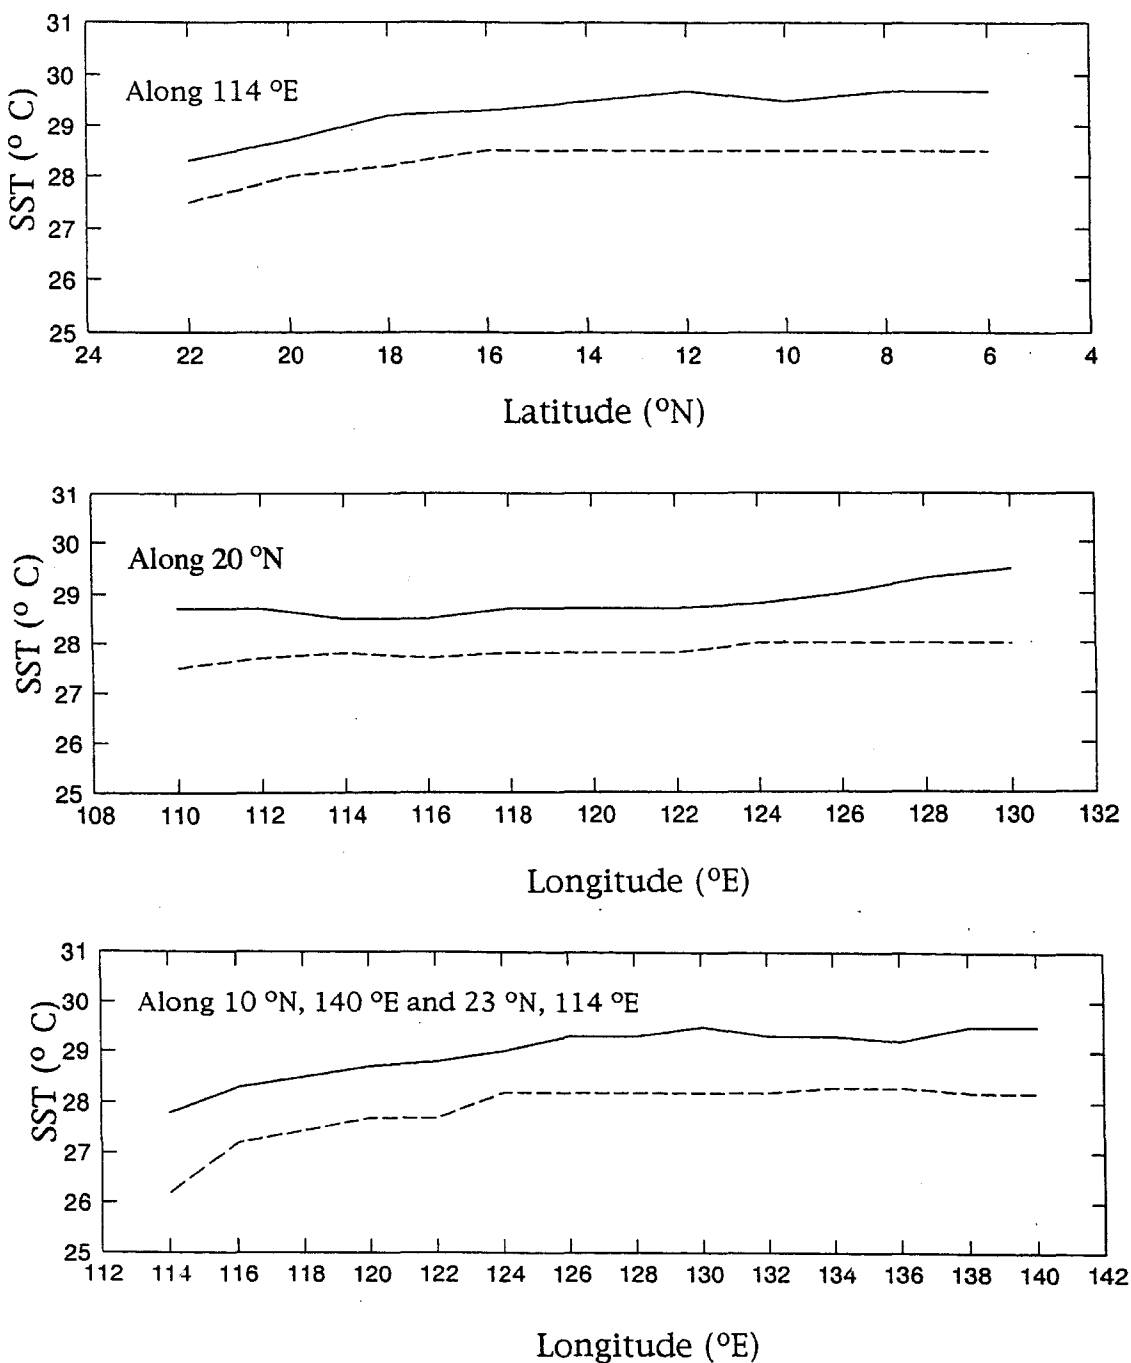 31
30
29
28
27
26
25
SST (° C)
Along 114 °E
24 22 20 18 16 14 12 10 8 6 4
Latitude (°N)
31
30
29
28
27
26
25
SST (° C)
Along 20 °N
108 110 112 114 116 118 120 122 124 126 128 130 132
Longitude (°E)
31
30
29
28
27
26
25
SST (° C)
Along 10 °N, 140 °E and 23 °N, 114 °E
112 114 116 118 120 122 124 126 128 130 132 134 136 138 140 142
Longitude (°E)